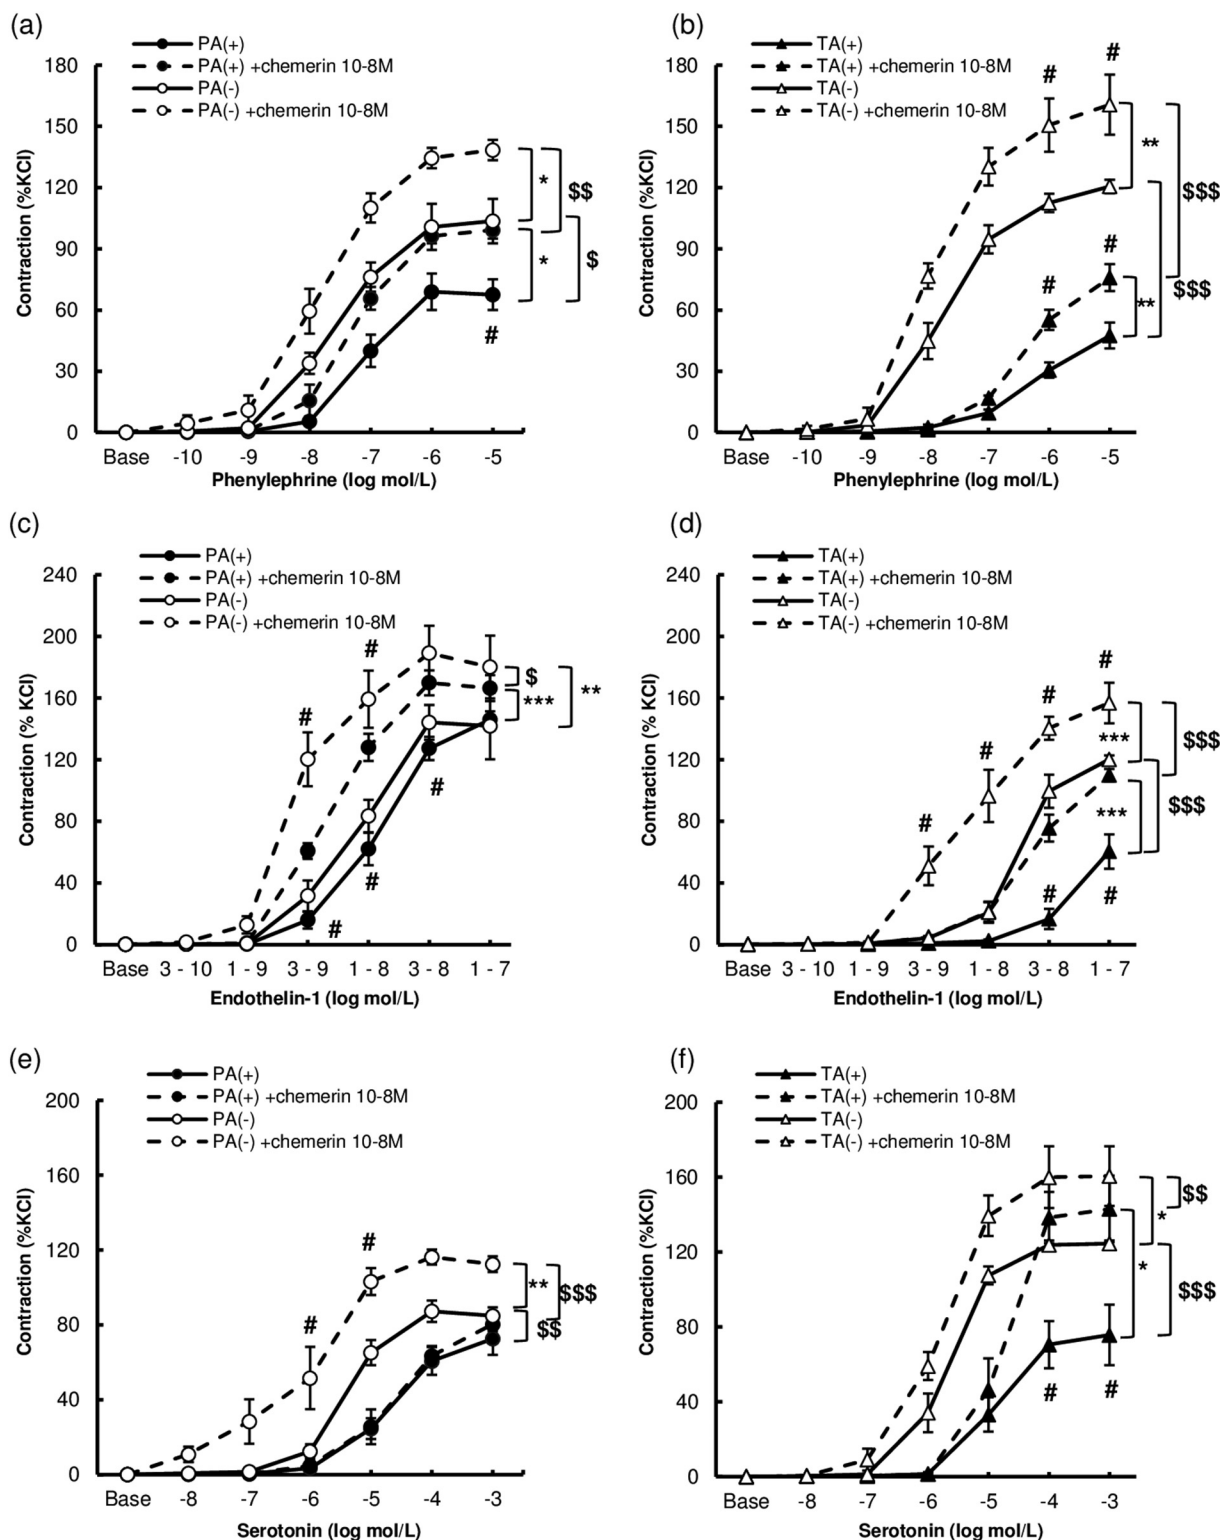 (a)
PA(+)
PA(+) +chemerin 10-8M
PA(-)
PA(-) +chemerin 10-8M
180
150
120
90
60
30
0
Contraction (%KCl)
*
$$
*
$
#
Base -10 -9 -8 -7 -6 -5
Phenylephrine (log mol/L)
(b)
TA(+)
TA(+) +chemerin 10-8M
TA(-)
TA(-) +chemerin 10-8M
180
150
120
90
60
30
0
Contraction (%KCl)
# #
**
$$$
# #
**
$$$
Base -10 -9 -8 -7 -6 -5
Phenylephrine (log mol/L)
(c)
PA(+)
PA(+) +chemerin 10-8M
PA(-)
PA(-) +chemerin 10-8M
240
200
160
120
80
40
0
Contraction (% KCl)
# #
$
***
**
# # #
Base 3 - 10 1 - 9 3 - 9 1 - 8 3 - 8 1 - 7
Endothelin-1 (log mol/L)
(d)
TA(+)
TA(+) +chemerin 10-8M
TA(-)
TA(-) +chemerin 10-8M
240
200
160
120
80
40
0
Contraction (% KCl)
# # # #
***
$$$
***
$$$
# #
Base 3 - 10 1 - 9 3 - 9 1 - 8 3 - 8 1 - 7
Endothelin-1 (log mol/L)
(e)
PA(+)
PA(+) +chemerin 10-8M
PA(-)
PA(-) +chemerin 10-8M
200
160
120
80
40
0
Contraction (%KCl)
# #
**
$$$
$$
Base -8 -7 -6 -5 -4 -3
Serotonin (log mol/L)
(f)
TA(+)
TA(+) +chemerin 10-8M
TA(-)
TA(-) +chemerin 10-8M
200
160
120
80
40
0
Contraction (%KCl)
$$
*
*
$$$
# #
Base -8 -7 -6 -5 -4 -3
Serotonin (log mol/L)